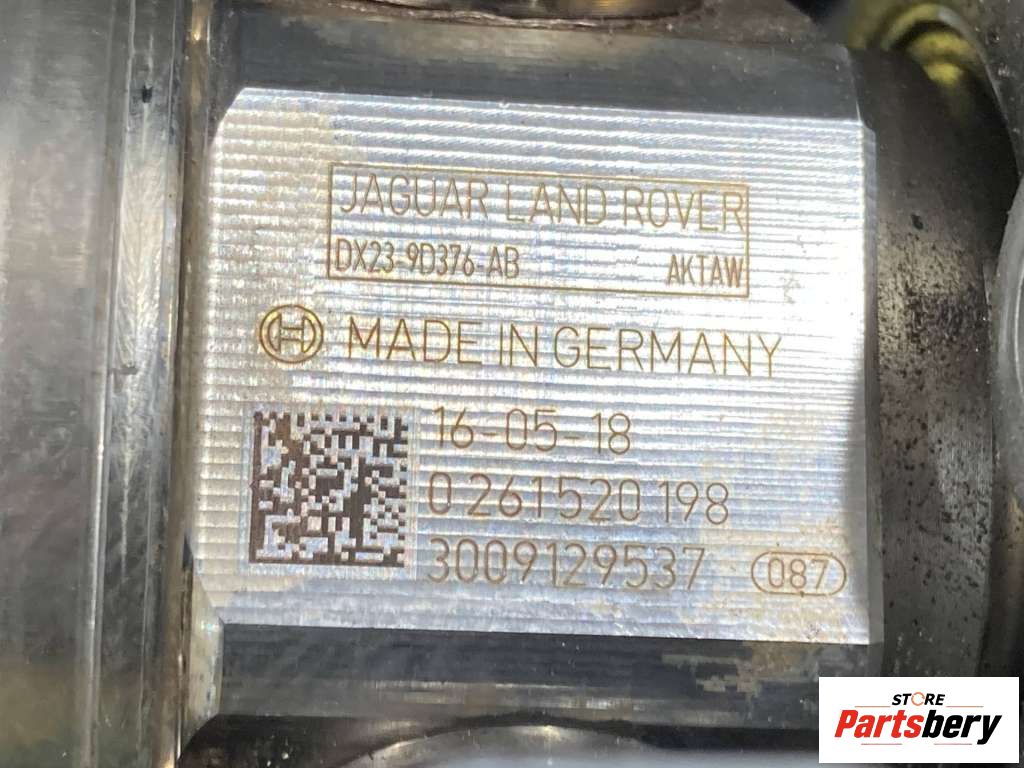 JAGUAR LAND ROVER
DX23-9D376-AB AKTAW
MADE IN GERMANY
16-05-18
0 261 520 198
3009129537 087
STORE
Partsbery